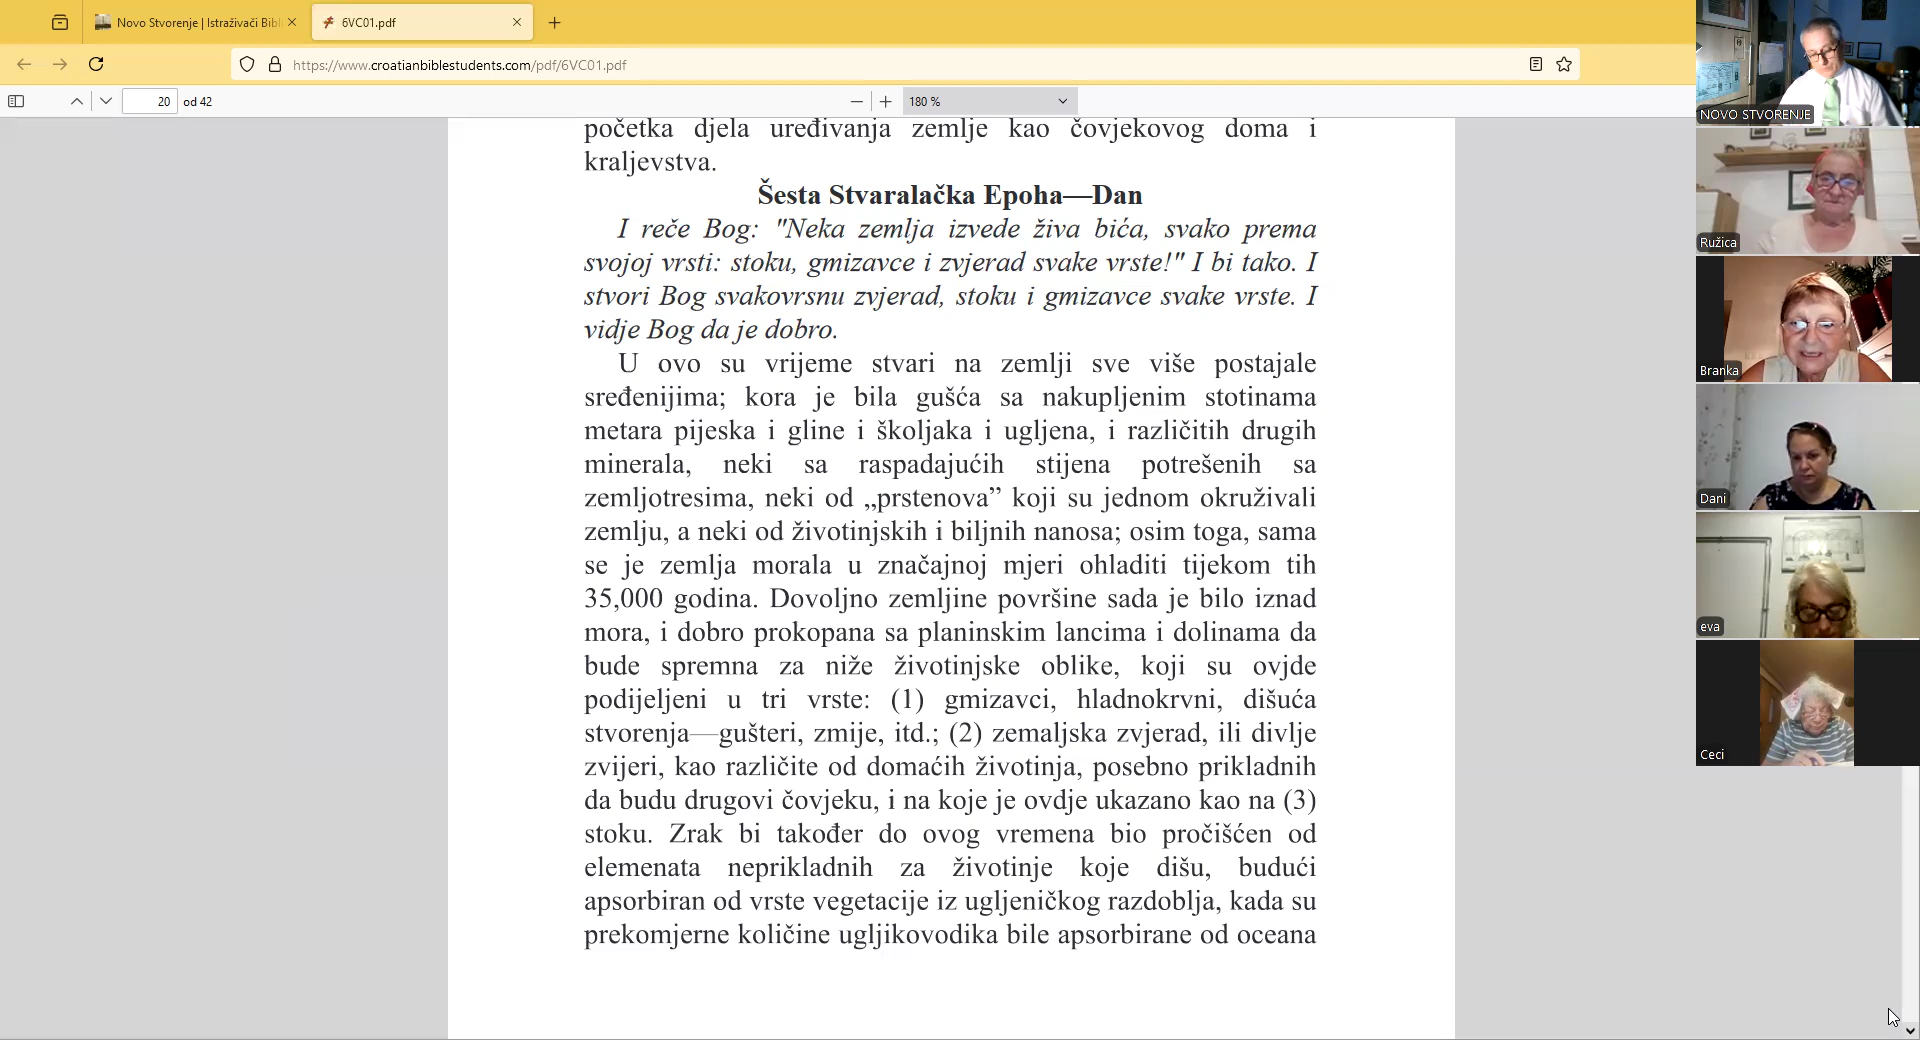 Novo Stvorenje | Istraživači Bibl
6VC01.pdf
https://www.croatianbiblestudents.com/pdf/6VC01.pdf
20 od 42
180 %
početka djela uređivanja zemlje kao čovjekovog doma i
kraljevstva.
Šesta Stvaralačka Epoha—Dan
I reče Bog: "Neka zemlja izvede živa bića, svako prema
svojoj vrsti: stoku, gmizavce i zvjerad svake vrste!" I bi tako. I
stvori Bog svakovrsnu zvjerad, stoku i gmizavce svake vrste. I
vidje Bog da je dobro.
U ovo su vrijeme stvari na zemlji sve više postajale
sređenijima; kora je bila gušća sa nakupljenim stotinama
metara pijeska i gline i školjaka i ugljena, i različitih drugih
minerala, neki sa raspadajućih stijena potrešenih sa
zemljotresima, neki od „prstenova” koji su jednom okruživali
zemlju, a neki od životinjskih i biljnih nanosa; osim toga, sama
se je zemlja morala u značajnoj mjeri ohladiti tijekom tih
35,000 godina. Dovoljno zemljine površine sada je bilo iznad
mora, i dobro prokopana sa planinskim lancima i dolinama da
bude spremna za niže životinjske oblike, koji su ovjde
podijeljeni u tri vrste: (1) gmizavci, hladnokrvni, dišuća
stvorenja—gušteri, zmije, itd.; (2) zemaljska zvjerad, ili divlje
zvijeri, kao različite od domaćih životinja, posebno prikladnih
da budu drugovi čovjeku, i na koje je ovdje ukazano kao na (3)
stoku. Zrak bi također do ovog vremena bio pročišćen od
elemenata neprikladnih za životinje koje dišu, budući
apsorbiran od vrste vegetacije iz ugljeničkog razdoblja, kada su
prekomjerne količine ugljikovodika bile apsorbirane od oceana
NOVO STVORENJE
Ružica
Branka
Dani
eva
Ceci